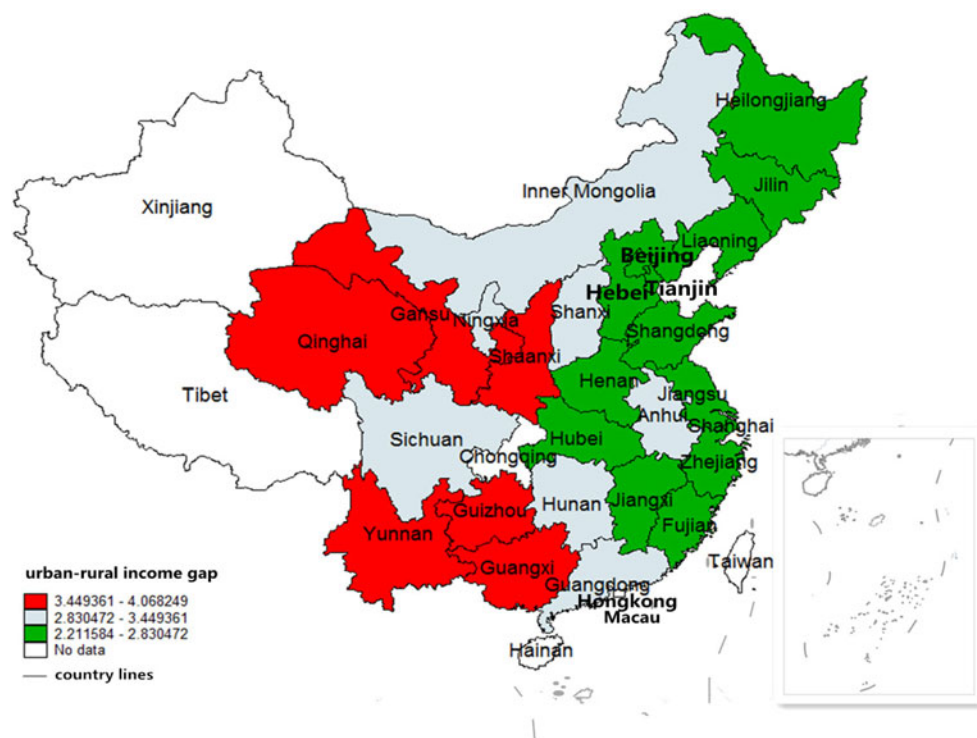 Heilongjiang
Jilin
Inner Mongolia
Xinjiang
Liaoning
Beijing
Tianjin
Hebei
Shanxi
Gansu
Ningxia
Shangdong
Qinghai
Shaanxi
Henan
Jiangsu
Tibet
Anhui
Shanghai
Sichuan
Hubei
Chongqing
Zhejiang
Hunan
Jiangxi
Guizhou
Fujian
Yunnan
Guangxi
Taiwan
Guangdong
Hongkong
Macau
Hainan
urban-rural income gap
3.449361 - 4.068249
2.830472 - 3.449361
2.211584 - 2.830472
No data
country lines